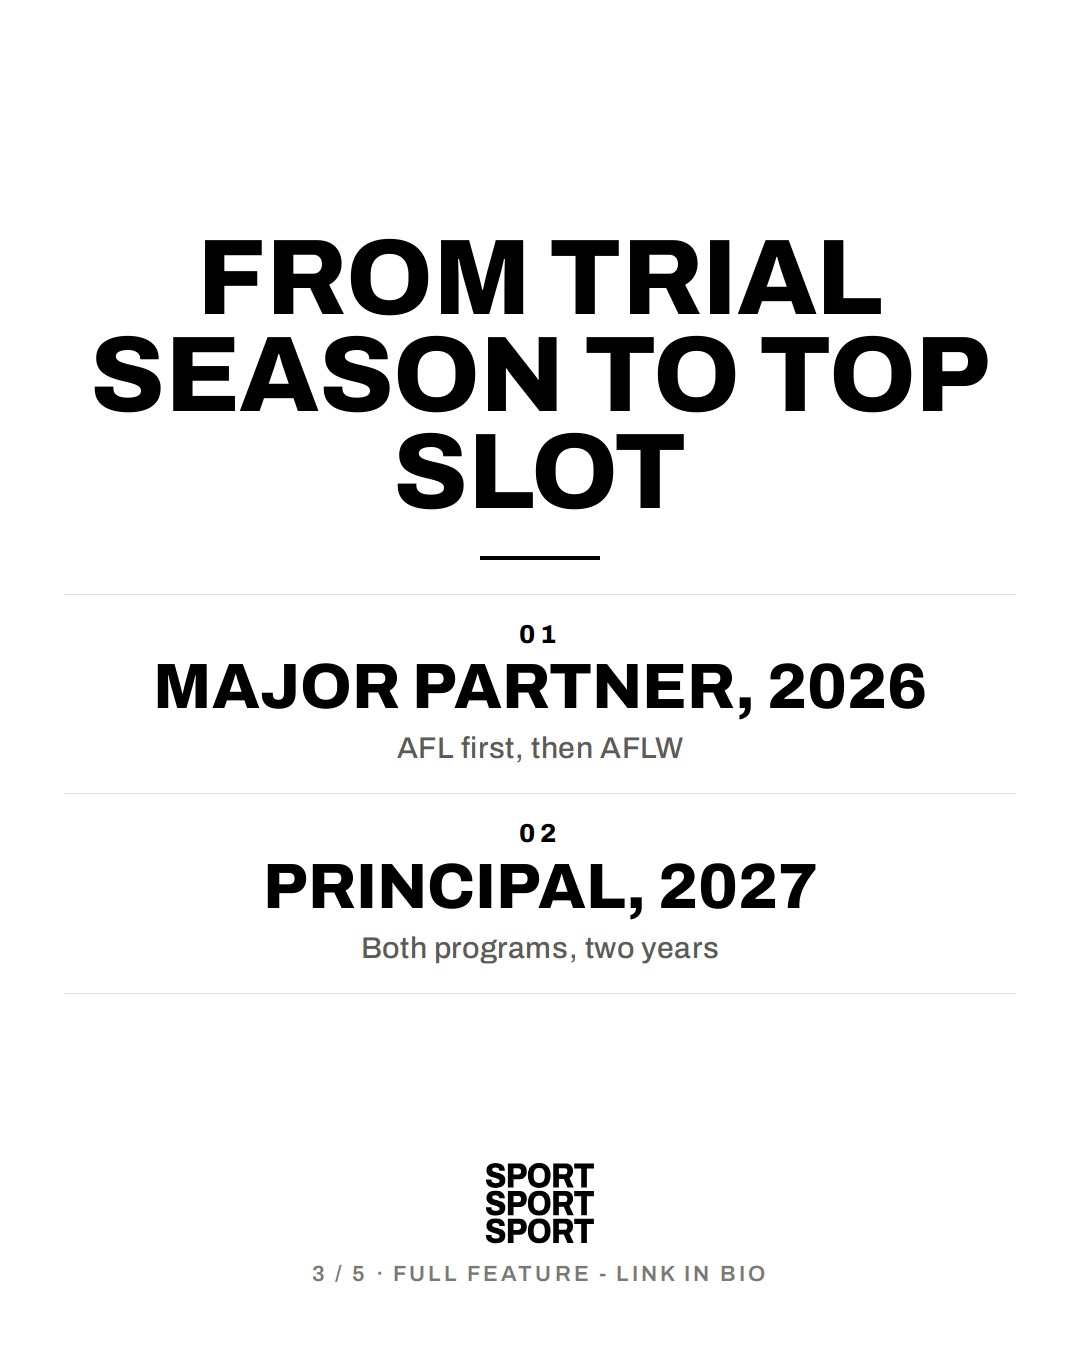 FROM TRIAL
SEASON TO TOP
SLOT
01
MAJOR PARTNER, 2026
AFL first, then AFLW
02
PRINCIPAL, 2027
Both programs, two years
SPORT
SPORT
SPORT
3 / 5 · FULL FEATURE - LINK IN BIO